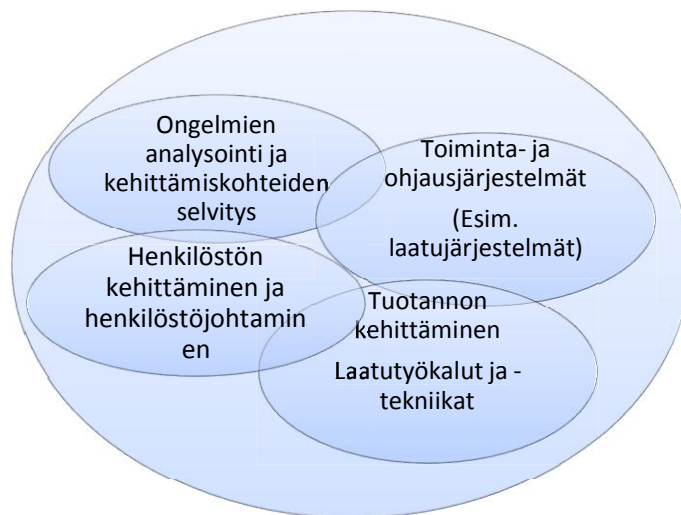 Ongelmien
analysointi ja
kehittämiskohteiden
selvitys
Toiminta- ja
ohjausjärjestelmät
(Esim.
laatujärjestelmät)
Henkilöstön
kehittäminen ja
henkilöstöjohtamin
en
Tuotannon
kehittäminen
Laatutyökalut ja -
tekniikat